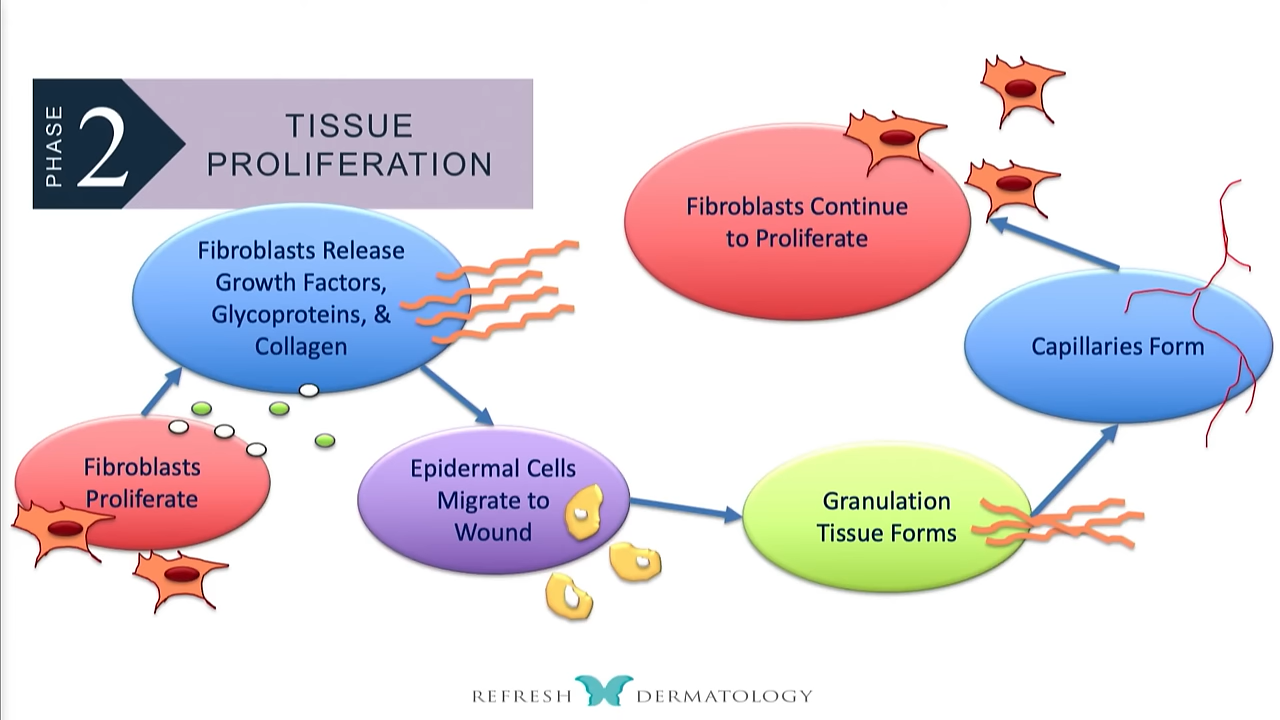 PHASE
2
TISSUE
PROLIFERATION
Fibroblasts Release
Growth Factors,
Glycoproteins, &
Collagen
Fibroblasts
Proliferate
Epidermal Cells
Migrate to
Wound
Granulation
Tissue Forms
Capillaries Form
Fibroblasts Continue
to Proliferate
REFRESH DERMATOLOGY